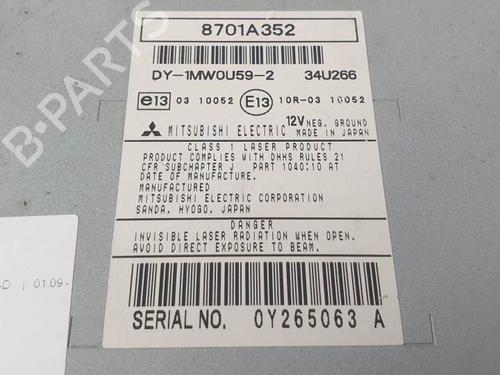 8701A352
DY-1MW0U59-2 34U266
e13 03 10052 E13 10R-03 10052
MITSUBISHI ELECTRIC 12V NEG. GROUND
MADE IN JAPAN
CLASS 1 LASER PRODUCT
PRODUCT COMPLIES WITH DHHS RULES 21
CFR SUBCHAPTER J PART 1040:10 AT
DATE OF MANUFACTURE.
MANUFACTURED
MITSUBISHI ELECTRIC CORPORATION
SANDA, HYOGO, JAPAN
DANGER
INVISIBLE LASER RADIATION WHEN OPEN.
AVOID DIRECT EXPOSURE TO BEAM.
SERIAL NO. 0Y265063 A
-D | 01.09-
B-PARTS